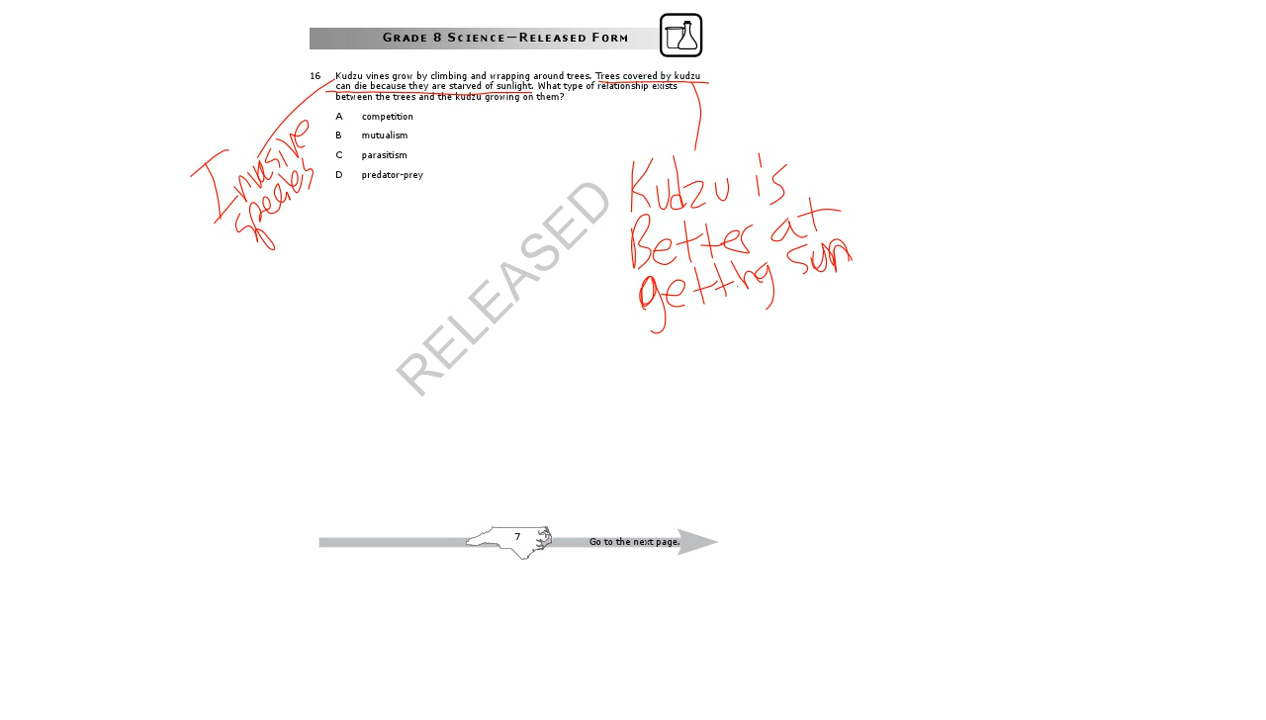 GRADE 8 SCIENCE—RELEASED FORM
16 Kudzu vines grow by climbing and wrapping around trees. Trees covered by kudzu
can die because they are starved of sunlight. What type of relationship exists
between the trees and the kudzu growing on them?
A competition
B mutualism
C parasitism
D predator-prey
Invasive
species
Kudzu is
Better at
getting sun
RELEASED
7
Go to the next page.